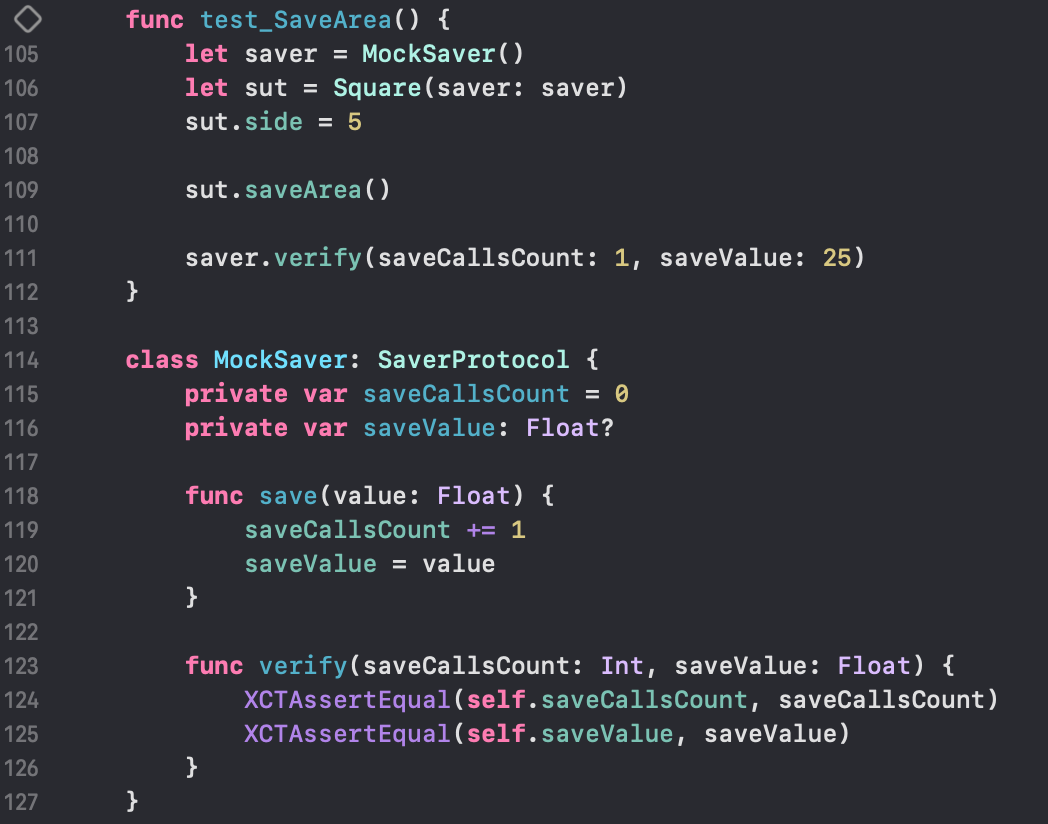 func test_SaveArea() {
105 let saver = MockSaver()
106 let sut = Square(saver: saver)
107 sut.side = 5
108
109 sut.saveArea()
110
111 saver.verify(saveCallsCount: 1, saveValue: 25)
112 }
113
114 class MockSaver: SaverProtocol {
115 private var saveCallsCount = 0
116 private var saveValue: Float?
117
118 func save(value: Float) {
119 saveCallsCount += 1
120 saveValue = value
121 }
122
123 func verify(saveCallsCount: Int, saveValue: Float) {
124 XCTAssertEqual(self.saveCallsCount, saveCallsCount)
125 XCTAssertEqual(self.saveValue, saveValue)
126 }
127 }